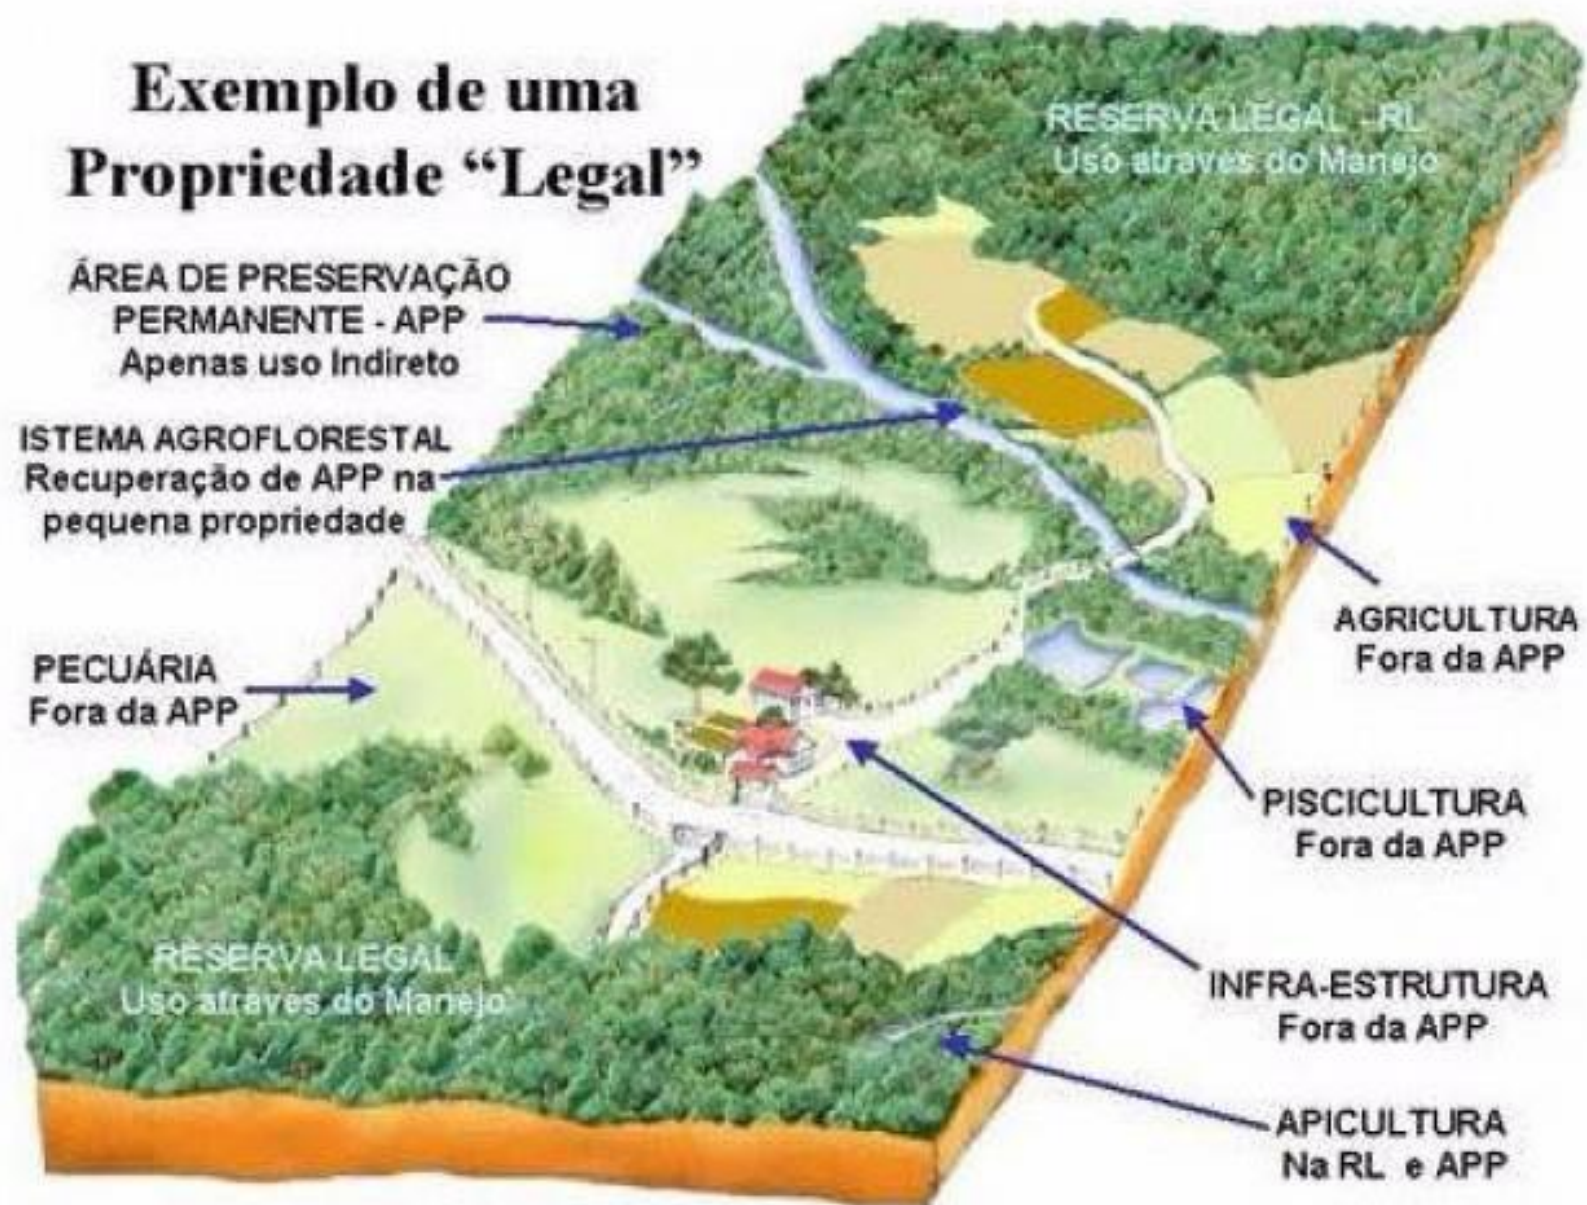 Exemplo de uma
Propriedade “Legal”
RESERVA LEGAL -RL
Uso atraves do Manejo
ÁREA DE PRESERVAÇÃO
PERMANENTE - APP
Apenas uso Indireto
ISTEMA AGROFLORESTAL
Recuperação de APP na
pequena propriedade
PECUÁRIA
Fora da APP
AGRICULTURA
Fora da APP
PISCICULTURA
Fora da APP
INFRA-ESTRUTURA
Fora da APP
RESERVA LEGAL
Uso atraves do Manejo
APICULTURA
Na RL e APP